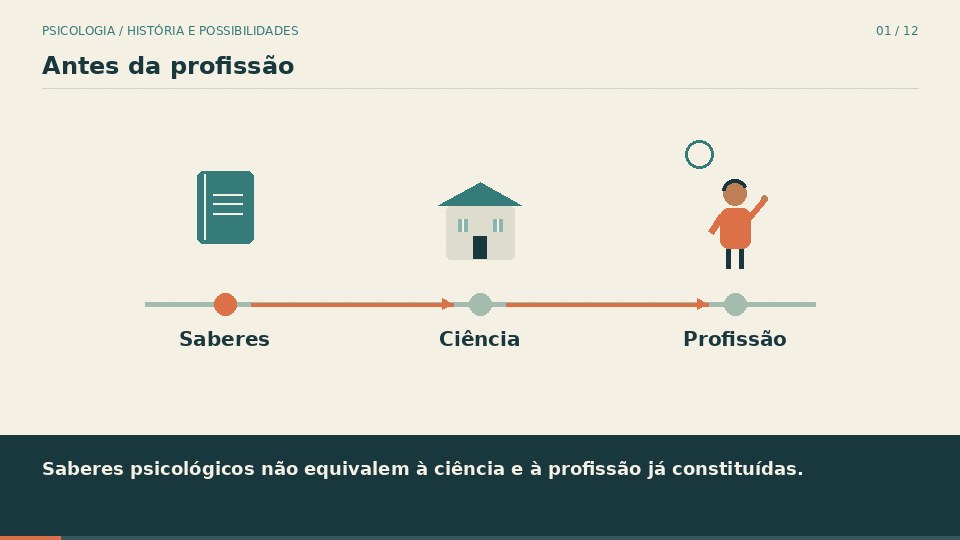 PSICOLOGIA / HISTÓRIA E POSSIBILIDADES
01 / 12
Antes da profissão
Saberes
Ciência
Profissão
Saberes psicológicos não equivalem à ciência e à profissão já constituídas.